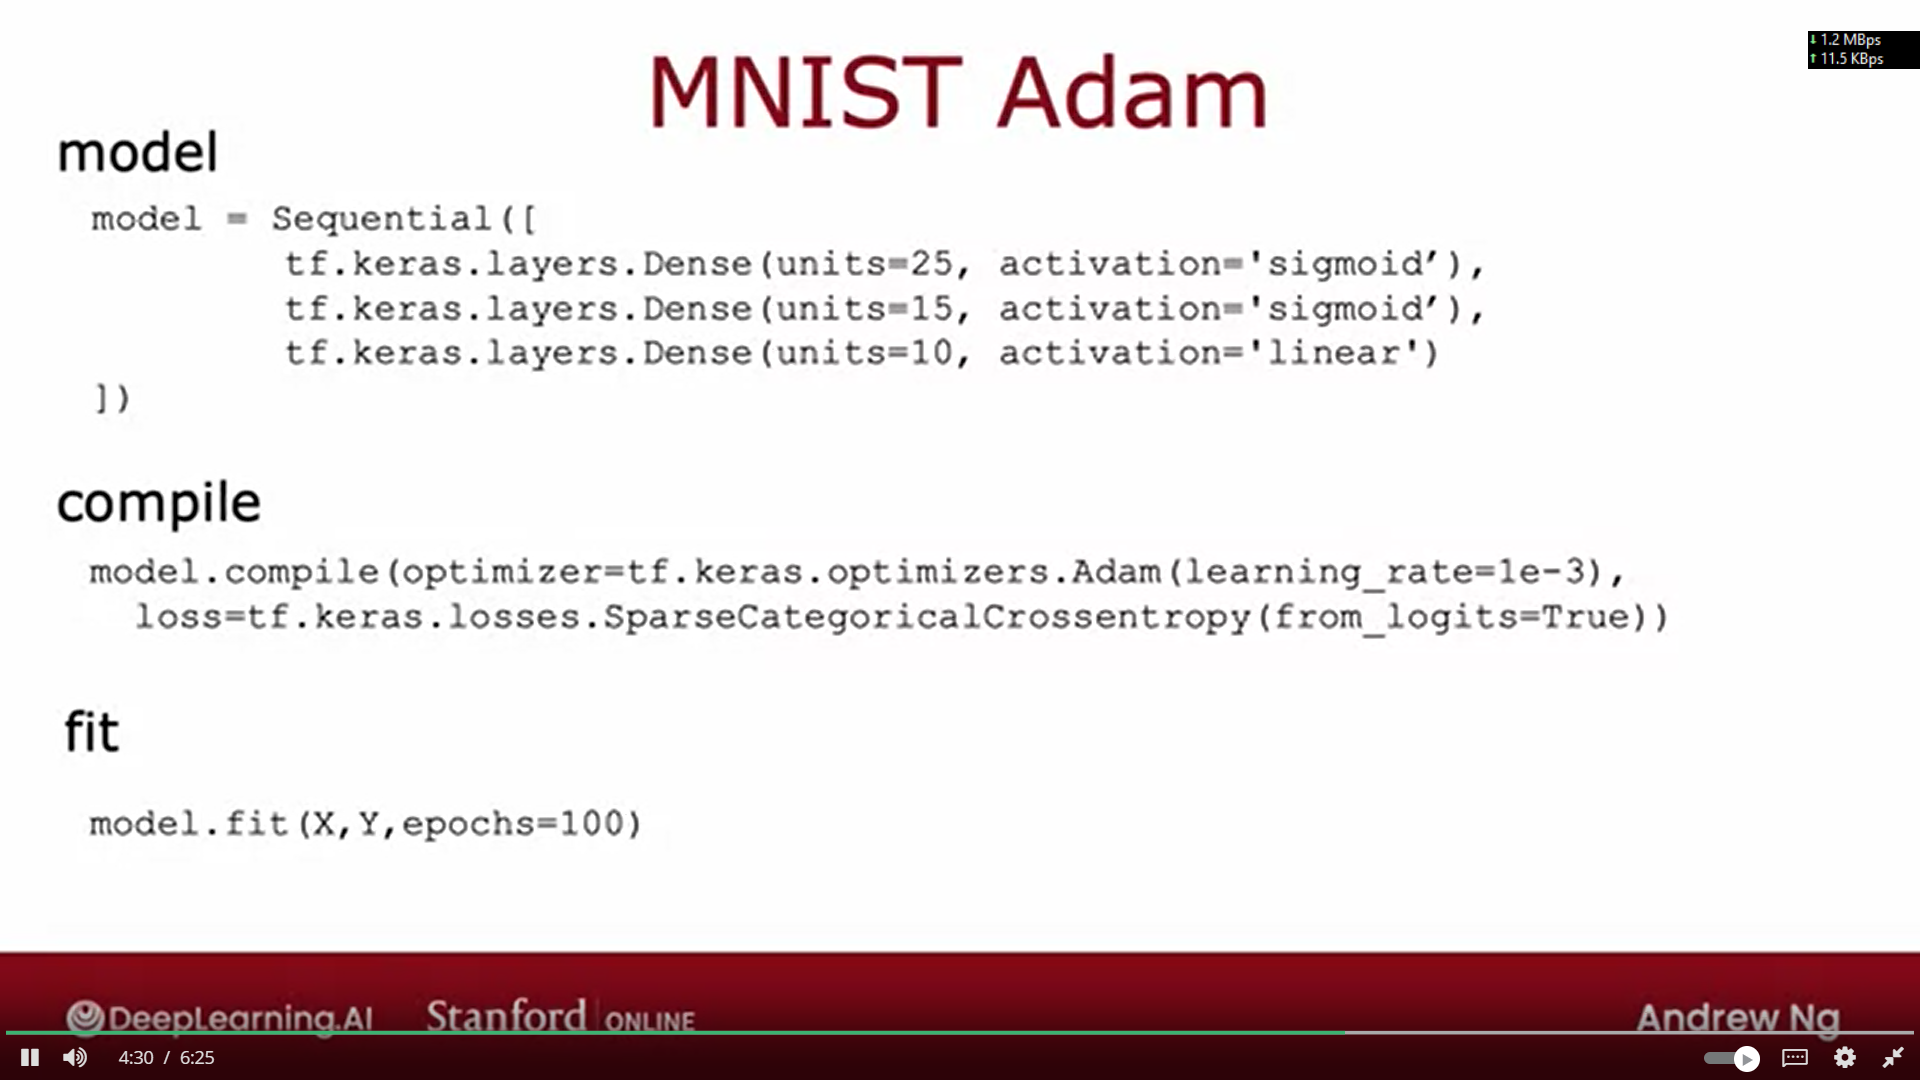 ↓ 1.2 MBps
↑ 11.5 KBps
MNIST Adam
model
model = Sequential([
tf.keras.layers.Dense(units=25, activation='sigmoid’),
tf.keras.layers.Dense(units=15, activation='sigmoid’),
tf.keras.layers.Dense(units=10, activation='linear')
])
compile
model.compile(optimizer=tf.keras.optimizers.Adam(learning_rate=1e-3),
loss=tf.keras.losses.SparseCategoricalCrossentropy(from_logits=True))
fit
model.fit(X,Y,epochs=100)
DeepLearning.AI Stanford | ONLINE Andrew Ng
4:30 / 6:25